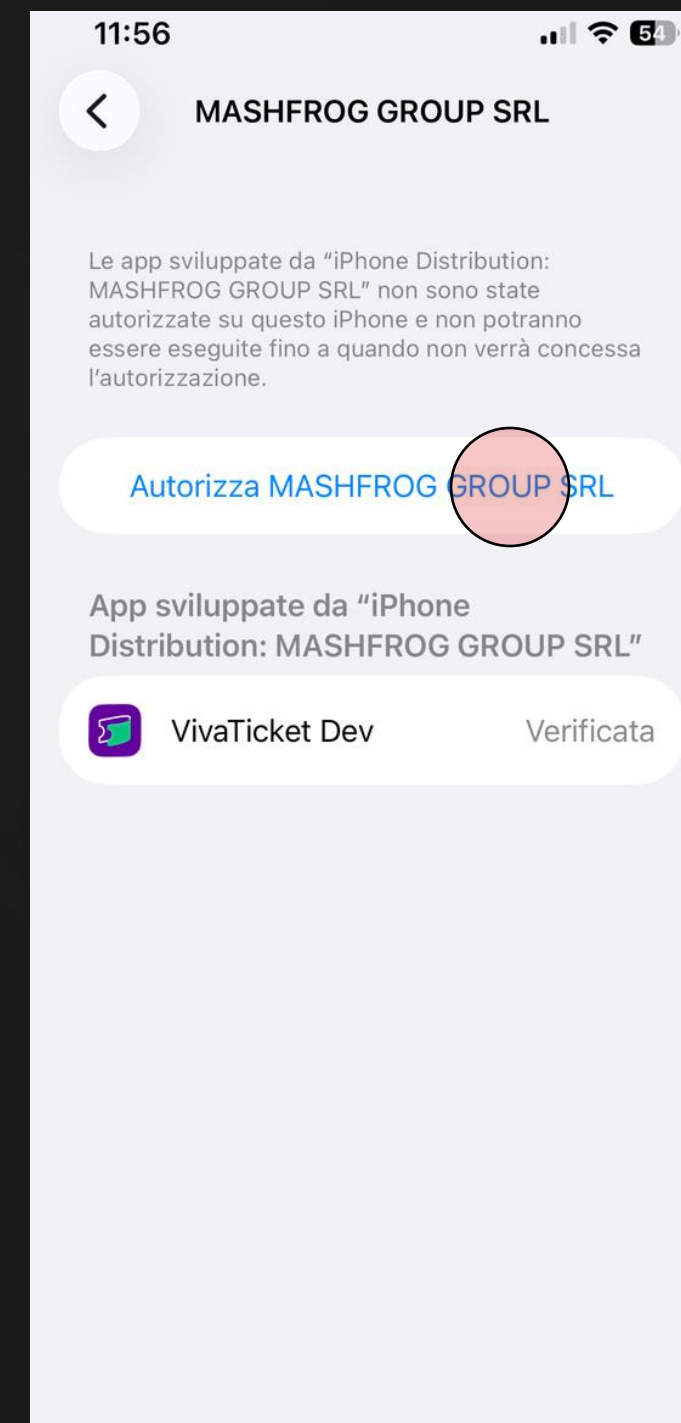 11:56
54
MASHFROG GROUP SRL
Le app sviluppate da “iPhone Distribution:
MASHFROG GROUP SRL” non sono state
autorizzate su questo iPhone e non potranno
essere eseguite fino a quando non verrà concessa
l’autorizzazione.
Autorizza MASHFROG GROUP SRL
App sviluppate da “iPhone
Distribution: MASHFROG GROUP SRL”
VivaTicket Dev Verificata